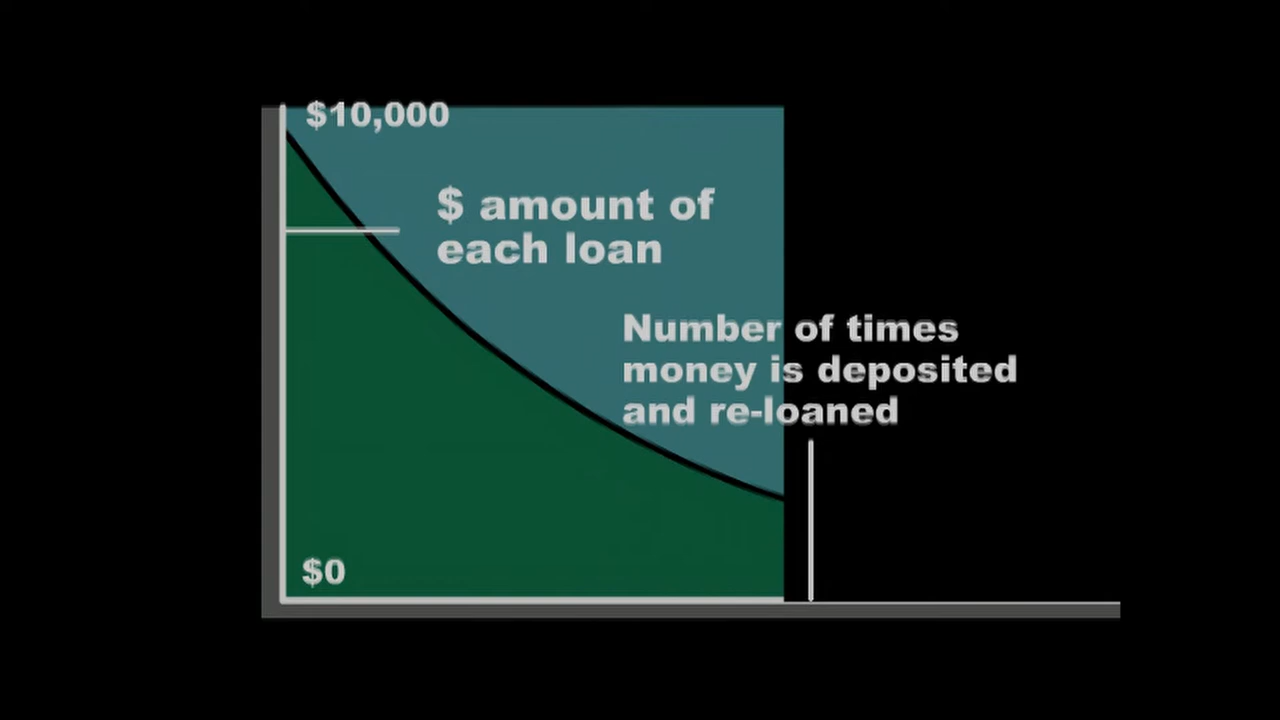 $10,000
$ amount of
each loan
Number of times
money is deposited
and re-loaned
$0